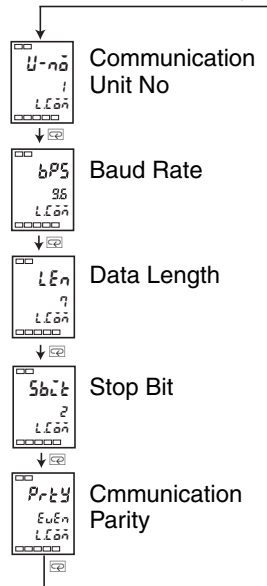 U-no
1
L.Com
Communication
Unit No
bPS
9.6
L.Com
Baud Rate
LEn
7
L.Com
Data Length
Sbit
2
L.Com
Stop Bit
PrtY
EvEn
L.Com
Cmmunication
Parity